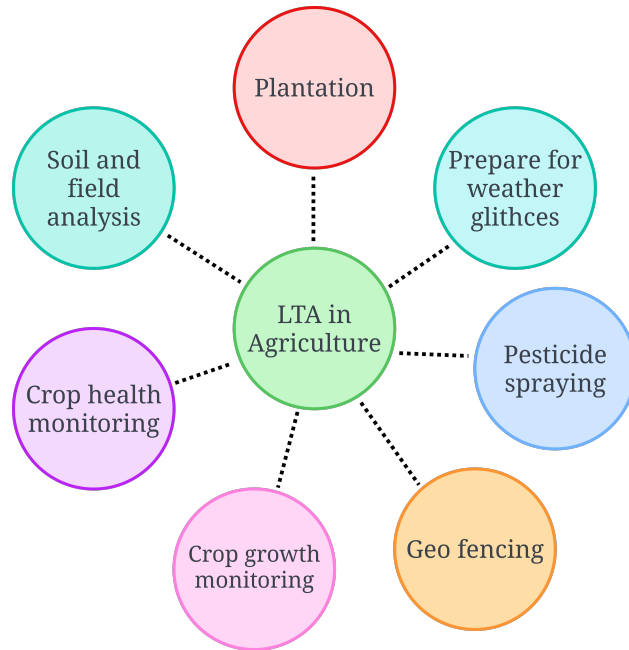 Plantation
Soil and
field
analysis
Prepare for
weather
glithces
LTA in
Agriculture
Pesticide
spraying
Crop health
monitoring
Geo fencing
Crop growth
monitoring